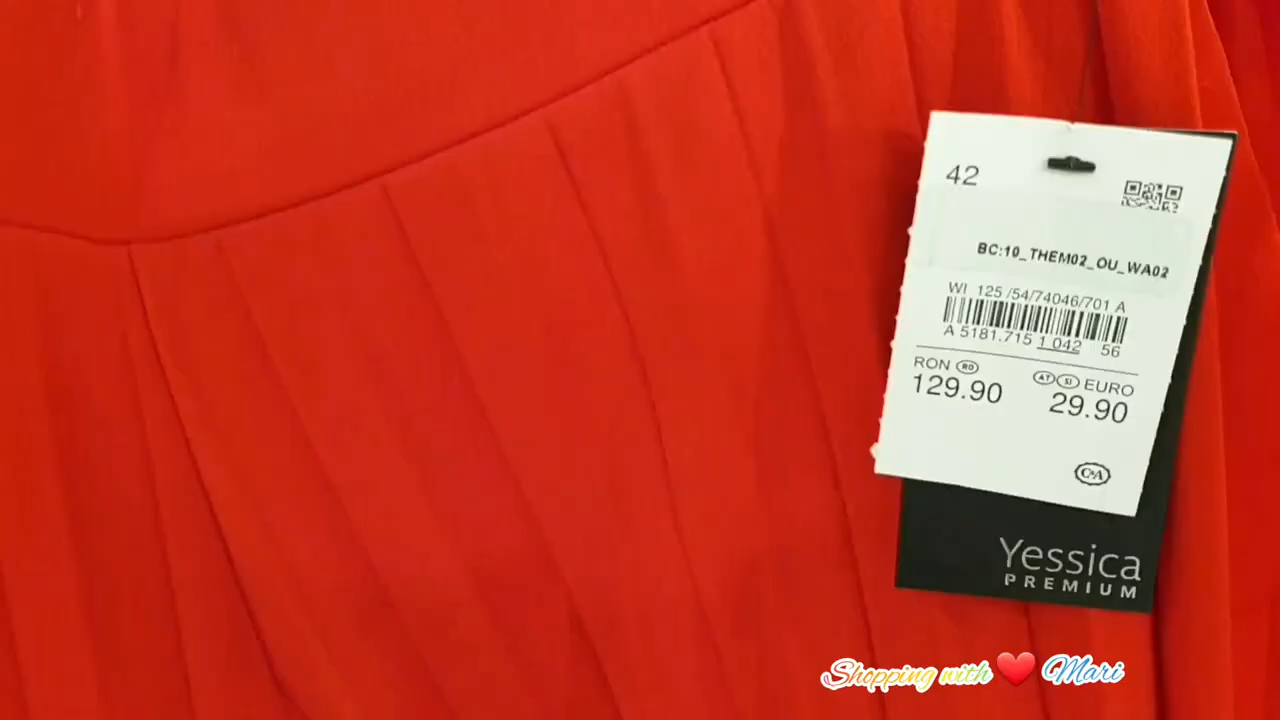 42
BC:10_THEM02_OU_WA02
WI 125 /54/74046/701 A
A 5181.715 1 042 56
RON RO AT SI EURO
129.90 29.90
C&A
Yessica
PREMIUM
Shopping with ❤️ Mari